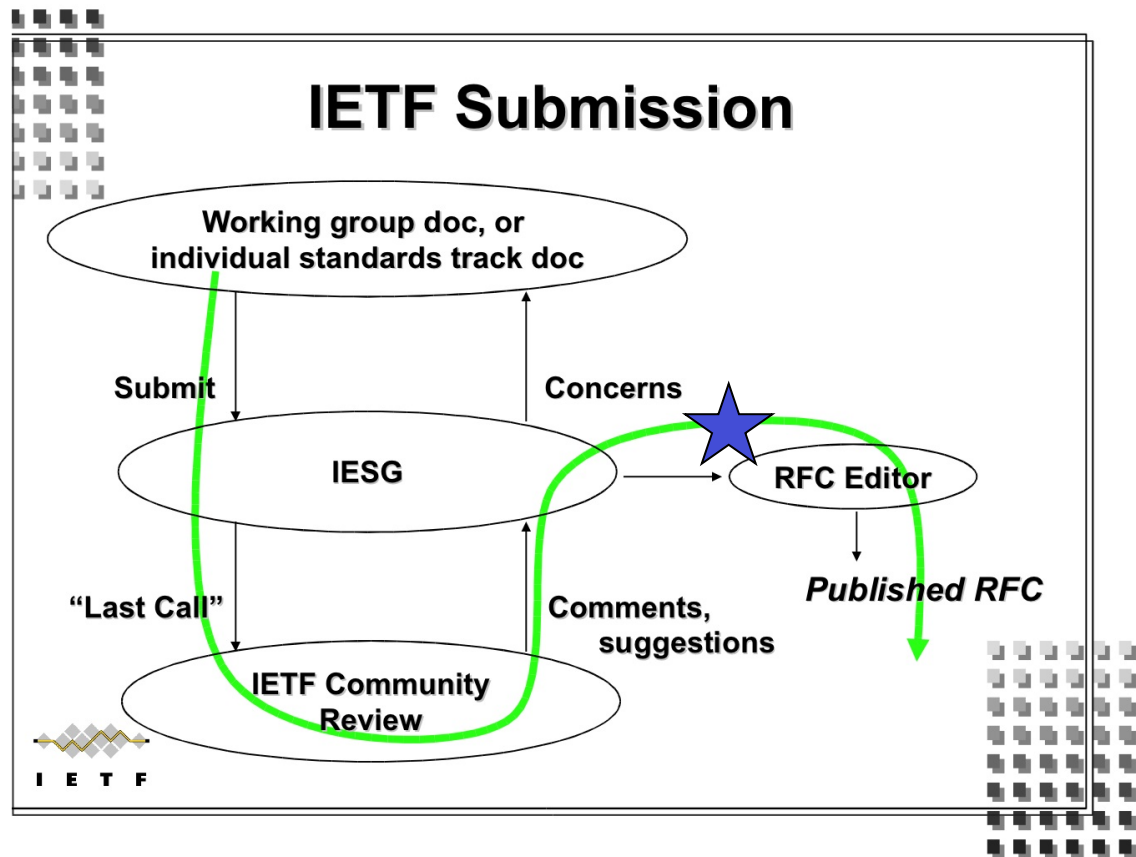 IETF Submission
Working group doc, or
individual standards track doc
Submit
Concerns
IESG
RFC Editor
“Last Call”
Comments,
suggestions
Published RFC
IETF Community
Review
I E T F